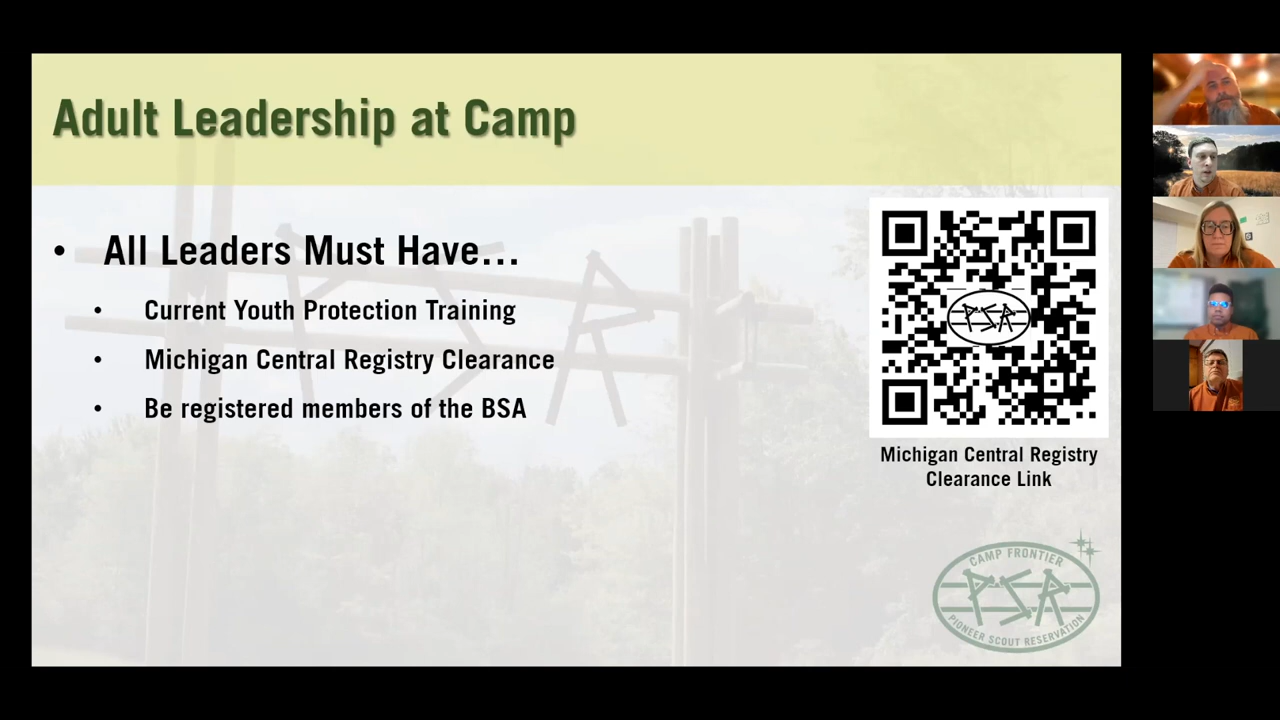 Adult Leadership at Camp
• All Leaders Must Have...
• Current Youth Protection Training
• Michigan Central Registry Clearance
• Be registered members of the BSA
PSR
Michigan Central Registry
Clearance Link
CAMP FRONTIER
PSR
PIONEER SCOUT RESERVATION